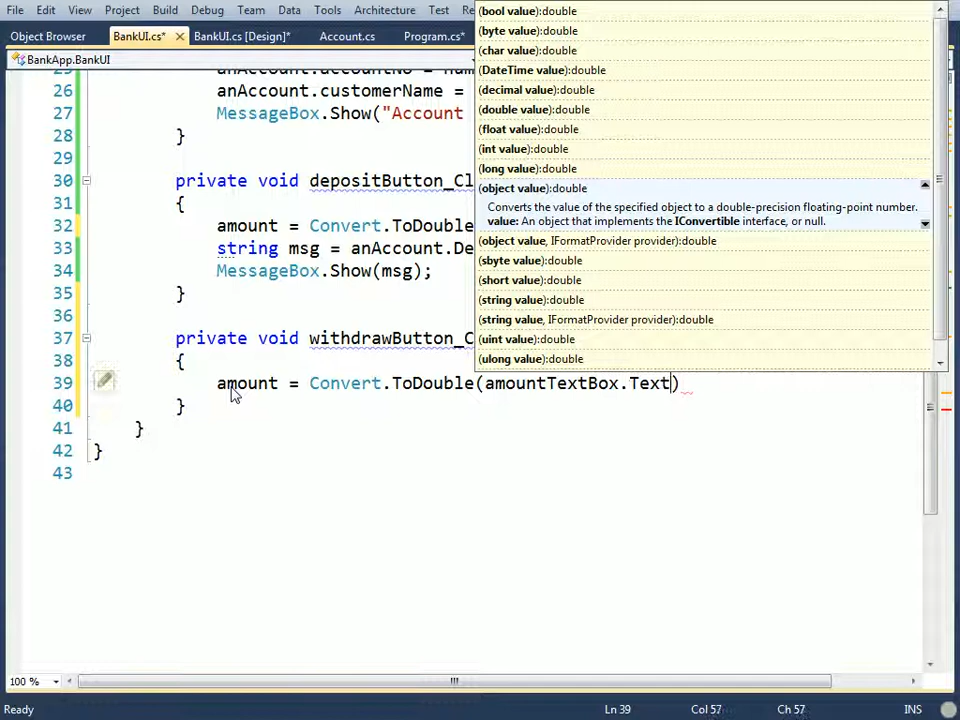 File Edit View Project Build Debug Team Data Tools Architecture Test
Object Browser BankUI.cs* BankUI.cs [Design]* Account.cs Program.cs*
BankApp.BankUI
(bool value):double
(byte value):double
(char value):double
(DateTime value):double
(decimal value):double
(double value):double
(float value):double
(int value):double
(long value):double
(object value):double
Converts the value of the specified object to a double-precision floating-point number.
value: An object that implements the IConvertible interface, or null.
(object value, IFormatProvider provider):double
(sbyte value):double
(short value):double
(string value):double
(string value, IFormatProvider provider):double
(uint value):double
(ulong value):double
26 anAccount.customerName =
27 MessageBox.Show("Account
28 }
29
30 private void depositButton_Cl
31 {
32 amount = Convert.ToDouble
33 string msg = anAccount.De
34 MessageBox.Show(msg);
35 }
36
37 private void withdrawButton_C
38 {
39 amount = Convert.ToDouble(amountTextBox.Text)
40 }
41 }
42 }
43
100 %
Ready Ln 39 Col 57 Ch 57 INS